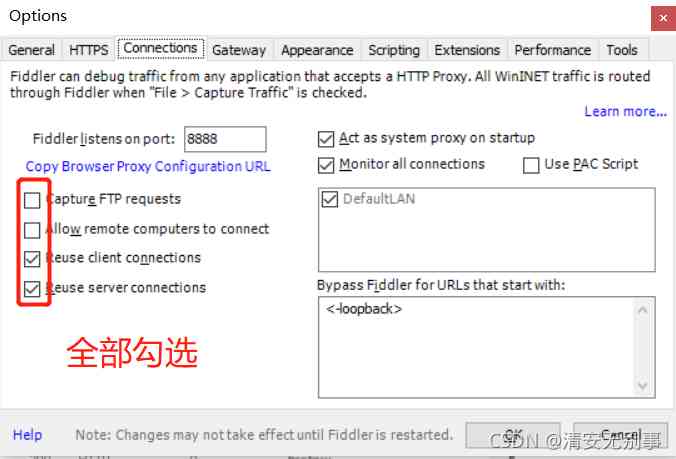 Options
General HTTPS Connections Gateway Appearance Scripting Extensions Performance Tools
Fiddler can debug traffic from any application that accepts a HTTP Proxy. All WinINET traffic is routed
through Fiddler when "File > Capture Traffic" is checked.
Learn more...
Fiddler listens on port: 8888
Copy Browser Proxy Configuration URL
Capture FTP requests
Allow remote computers to connect
Reuse client connections
Reuse server connections
全部勾选
Act as system proxy on startup
Monitor all connections Use PAC Script
DefaultLAN
Bypass Fiddler for URLs that start with:
<-loopback>
Help Note: Changes may not take effect until Fiddler is restarted. OK Cancel
CSDN @清安无别事